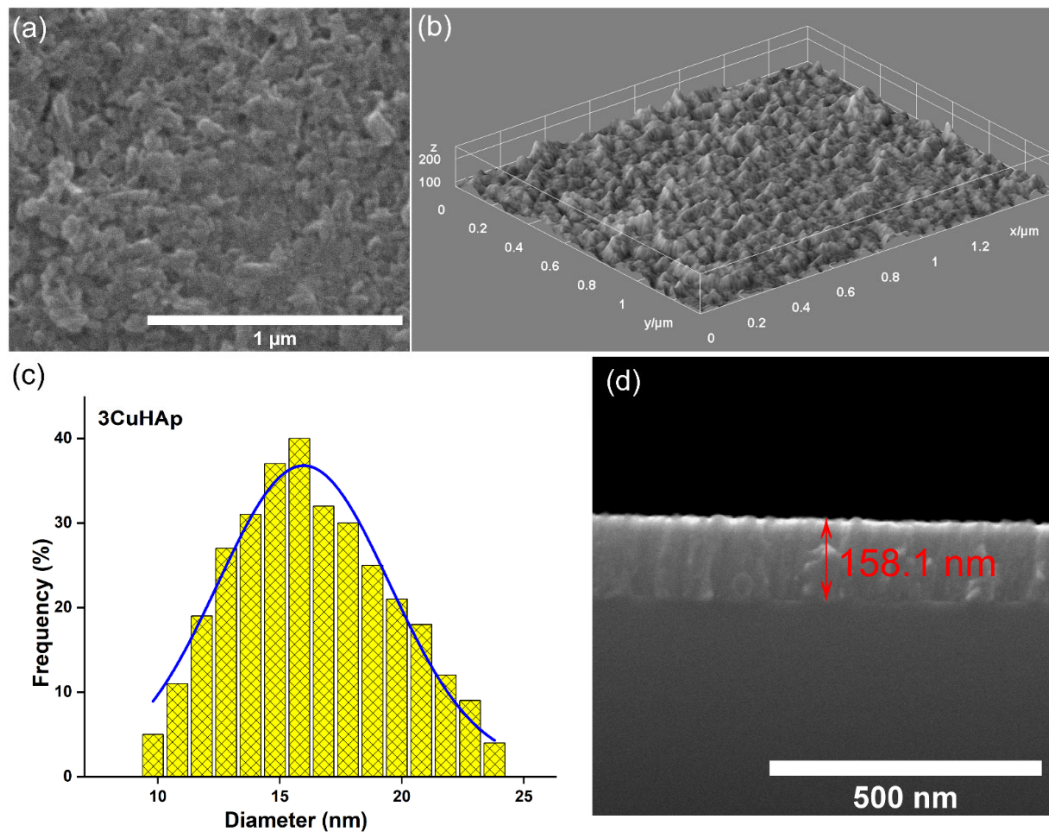 (a)
1 µm
(b)
z
200
100
0
0.2
0.4
0.6
0.8
1
y/µm
0
0.2
0.4
0.6
0.8
1
1.2
x/µm
(c)
3CuHAp
Frequency (%)
40
30
20
10
0
10 15 20 25
Diameter (nm)
(d)
158.1 nm
500 nm